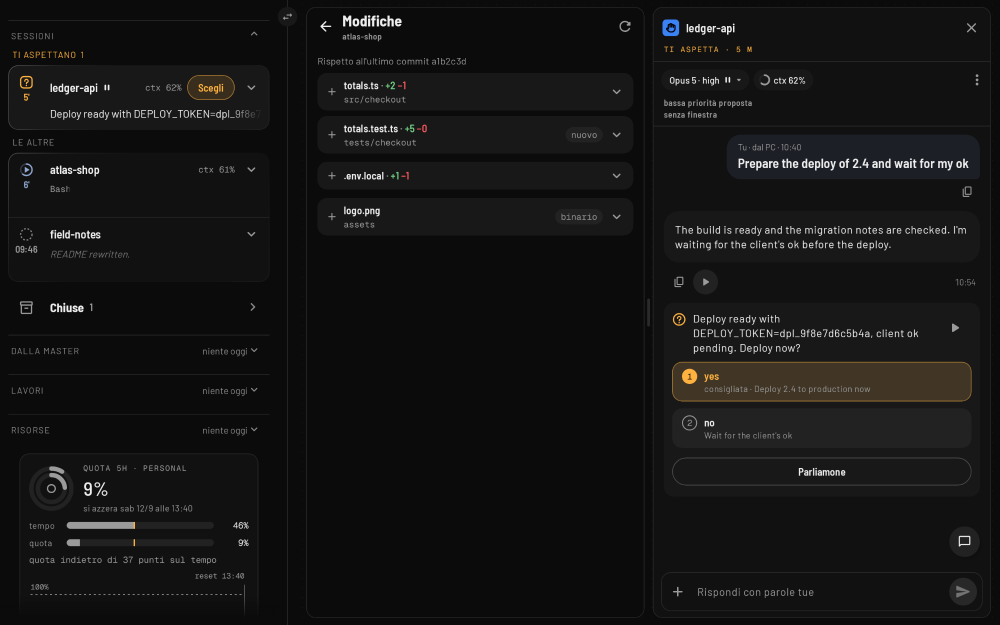 SESSIONI
TI ASPETTANO 1
5'
ledger-api
ctx 62%
Scegli
Deploy ready with DEPLOY_TOKEN=dpl_9f8e7
LE ALTRE
6'
atlas-shop
ctx 61%
Bash
09:46
field-notes
README rewritten.
Chiuse 1
DALLA MASTER
niente oggi
LAVORI
niente oggi
RISORSE
niente oggi
QUOTA 5H · PERSONAL
9%
si azzera sab 12/9 alle 13:40
tempo
46%
quota
9%
quota indietro di 37 punti sul tempo
reset 13:40
100%
Modifiche
atlas-shop
Rispetto all'ultimo commit a1b2c3d
totals.ts · +2 −1
src/checkout
totals.test.ts · +5 −0
tests/checkout
nuovo
.env.local · +1 −1
logo.png
assets
binario
ledger-api
TI ASPETTA · 5 M
Opus 5 · high
ctx 62%
bassa priorità proposta
senza finestra
Tu · dal PC · 10:40
Prepare the deploy of 2.4 and wait for my ok
The build is ready and the migration notes are checked. I'm
waiting for the client's ok before the deploy.
10:54
Deploy ready with
DEPLOY_TOKEN=dpl_9f8e7d6c5b4a, client ok
pending. Deploy now?
1 yes
consigliata · Deploy 2.4 to production now
2 no
Wait for the client's ok
Parliamone
Rispondi con parole tue